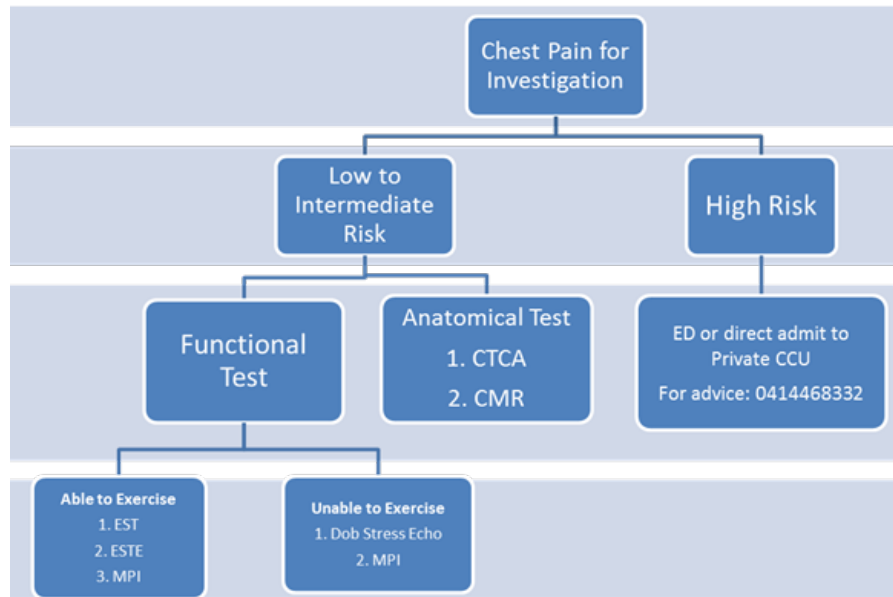 Chest Pain for
Investigation
Low to
Intermediate
Risk
High Risk
Functional
Test
Anatomical Test
1. CTCA
2. CMR
ED or direct admit to
Private CCU
For advice: 0414468332
Able to Exercise
1. EST
2. ESTE
3. MPI
Unable to Exercise
1. Dob Stress Echo
2. MPI